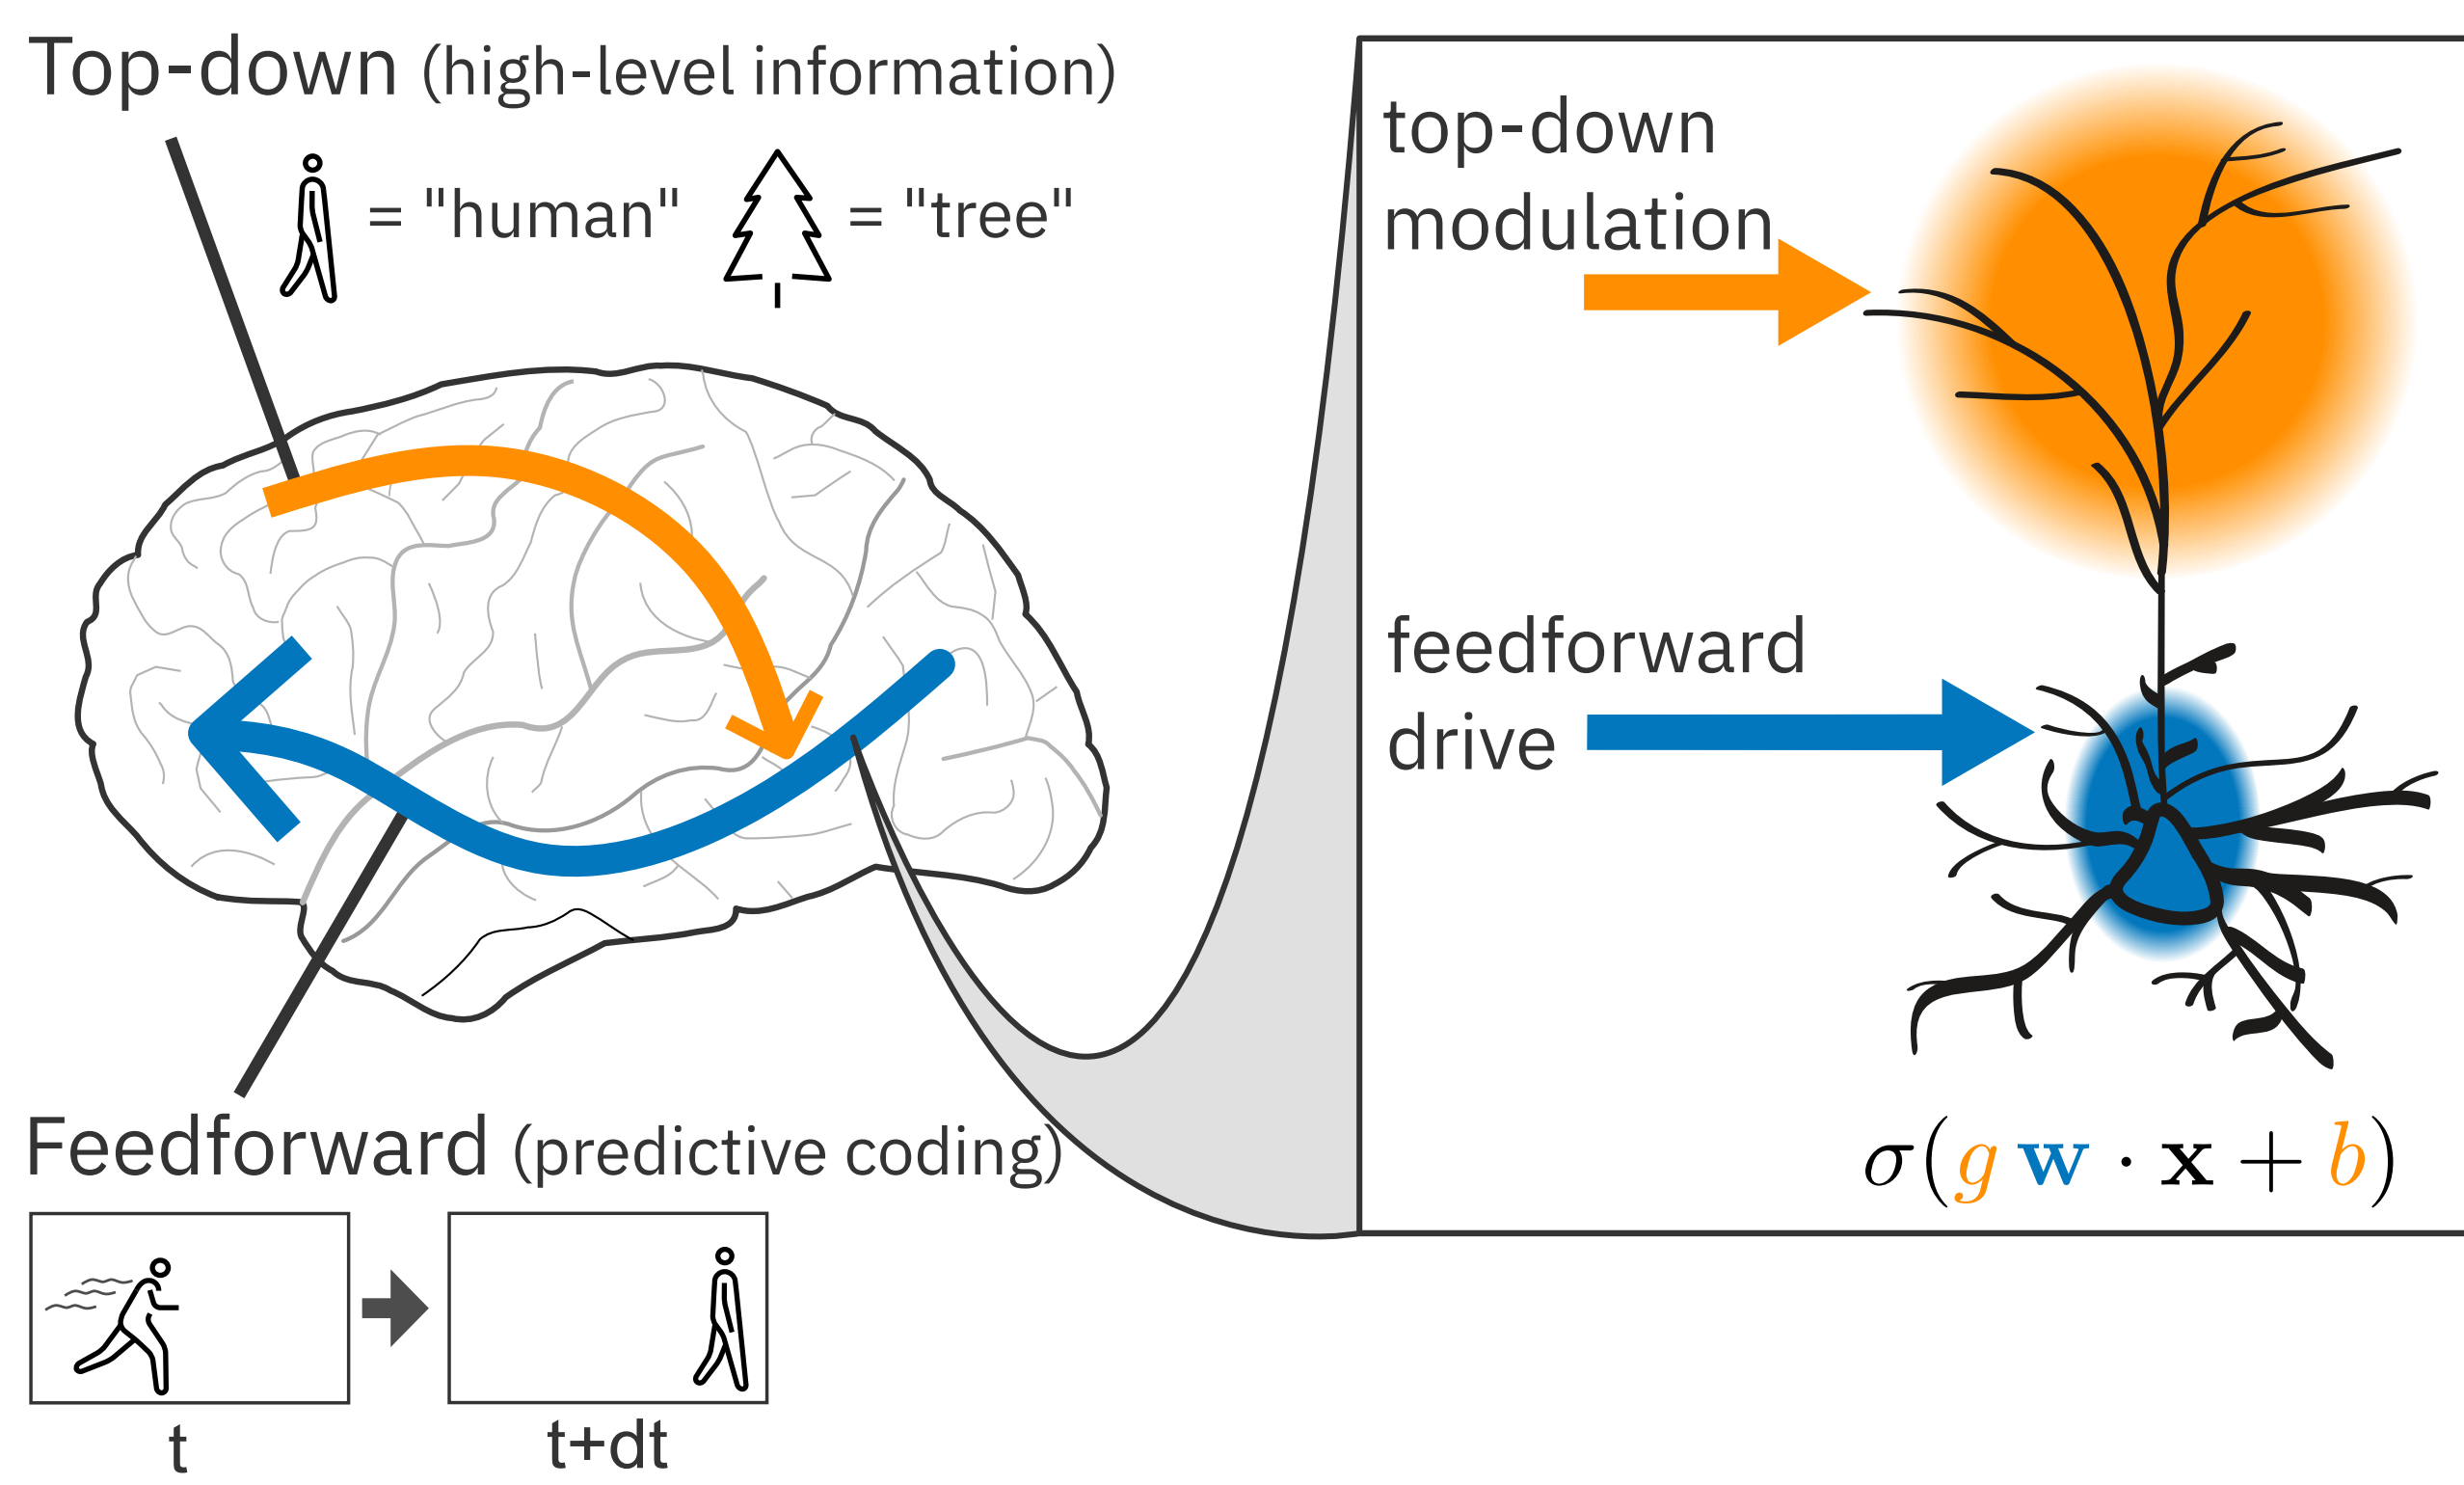 Top-down (high-level information)
= "human"
= "tree"
top-down
modulation
feedforward
drive
σ(g w · x + b)
Feedforward (predictive coding)
t
t+dt